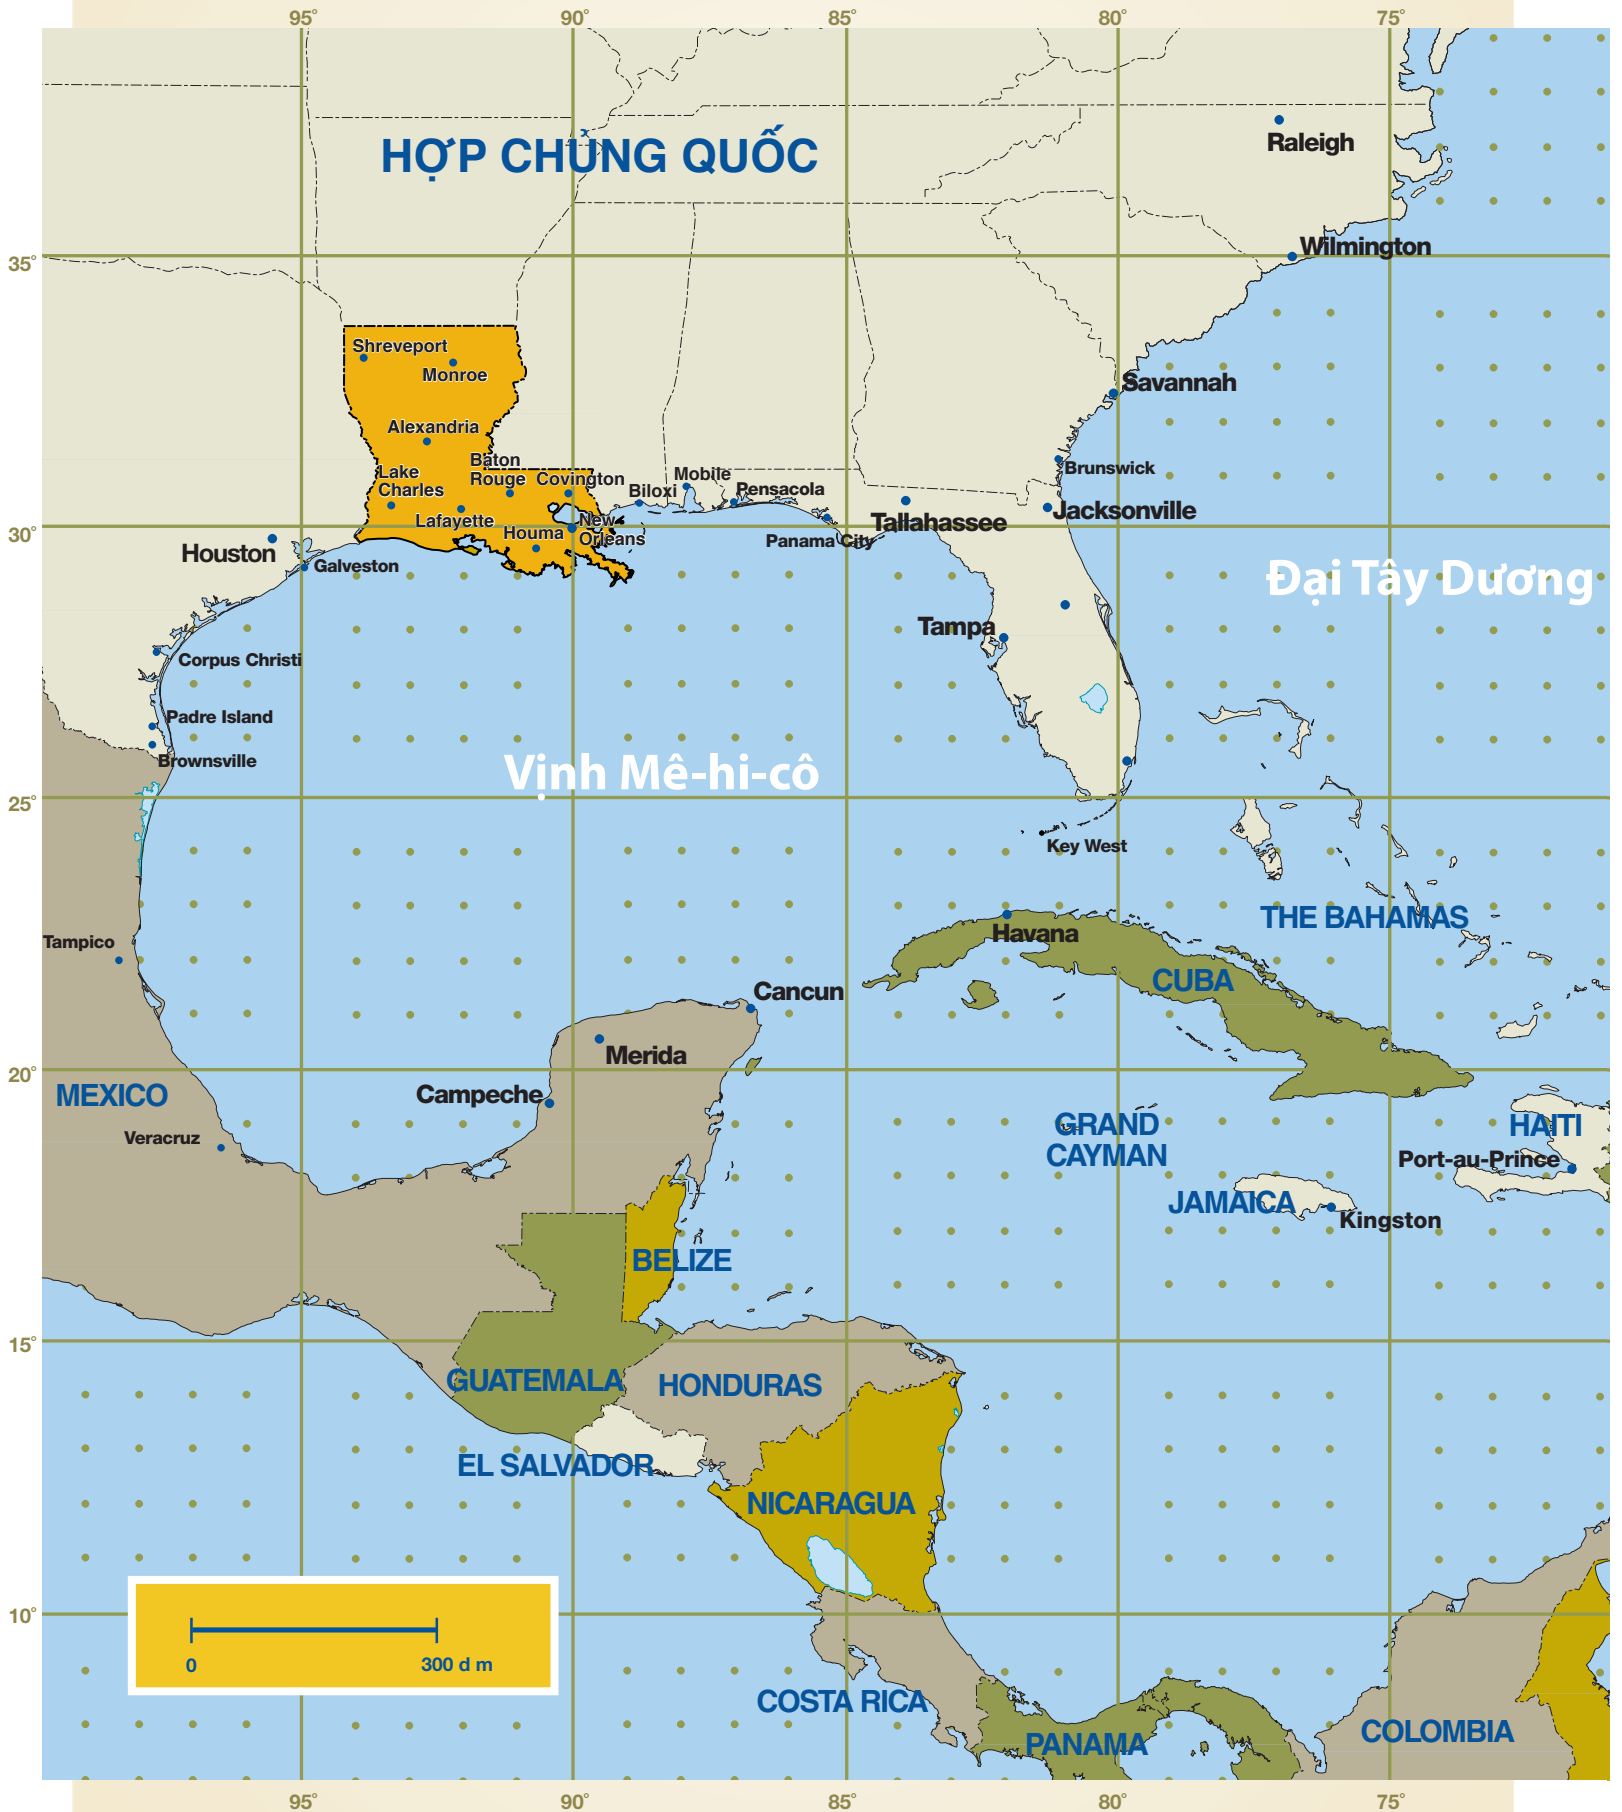 95° 90° 85° 80° 75°
Raleigh
HỢP CHỦNG QUỐC
Wilmington
35°
Shreveport
Monroe
Savannah
Alexandria
Baton
Rouge
Lake
Charles
Covington
Mobile
Biloxi
Pensacola
Brunswick
Lafayette
New
Orleans
Houma
Tallahassee
Jacksonville
30°
Panama City
Houston
Galveston
Đại Tây Dương
Tampa
Corpus Christi
Padre Island
Brownsville
Vịnh Mê-hi-cô
25°
Key West
THE BAHAMAS
Havana
Tampico
CUBA
Cancun
Merida
20°
MEXICO
Campeche
Veracruz
GRAND
CAYMAN
HAITI
Port-au-Prince
JAMAICA
Kingston
BELIZE
15°
GUATEMALA
HONDURAS
EL SALVADOR
NICARAGUA
10°
0 300 d m
COSTA RICA
PANAMA
COLOMBIA
95° 90° 85° 80° 75°